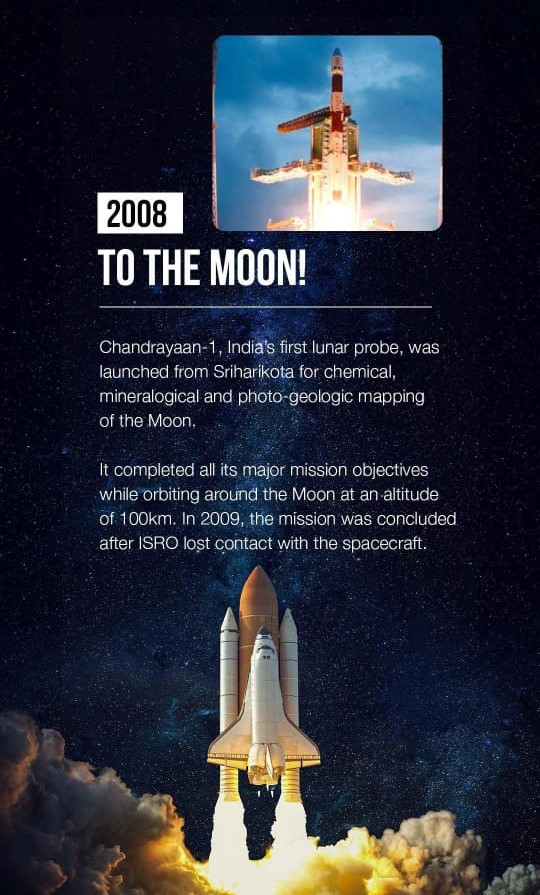 2008
TO THE MOON!
Chandrayaan-1, India's first lunar probe, was
launched from Sriharikota for chemical,
mineralogical and photo-geologic mapping
of the Moon.
It completed all its major mission objectives
while orbiting around the Moon at an altitude
of 100km. In 2009, the mission was concluded
after ISRO lost contact with the spacecraft.